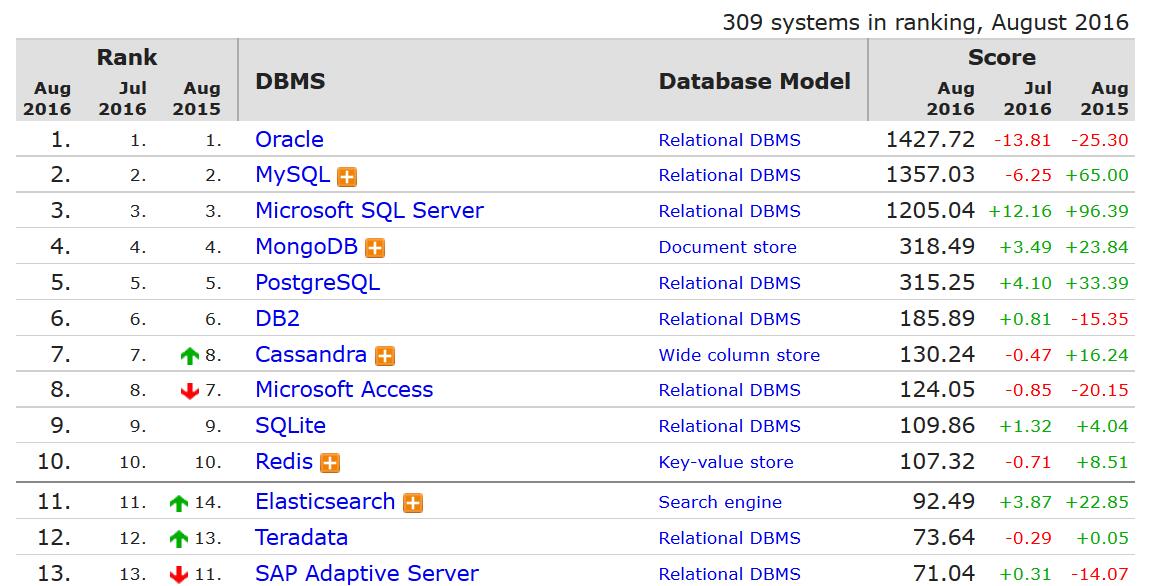 309 systems in ranking, August 2016
Rank DBMS Database Model Score
Aug 2016 Jul 2016 Aug 2015 Aug 2016 Jul 2016 Aug 2015
1. 1. 1. Oracle Relational DBMS 1427.72 -13.81 -25.30
2. 2. 2. MySQL Relational DBMS 1357.03 -6.25 +65.00
3. 3. 3. Microsoft SQL Server Relational DBMS 1205.04 +12.16 +96.39
4. 4. 4. MongoDB Document store 318.49 +3.49 +23.84
5. 5. 5. PostgreSQL Relational DBMS 315.25 +4.10 +33.39
6. 6. 6. DB2 Relational DBMS 185.89 +0.81 -15.35
7. 7. 8. Cassandra Wide column store 130.24 -0.47 +16.24
8. 8. 7. Microsoft Access Relational DBMS 124.05 -0.85 -20.15
9. 9. 9. SQLite Relational DBMS 109.86 +1.32 +4.04
10. 10. 10. Redis Key-value store 107.32 -0.71 +8.51
11. 11. 14. Elasticsearch Search engine 92.49 +3.87 +22.85
12. 12. 13. Teradata Relational DBMS 73.64 -0.29 +0.05
13. 13. 11. SAP Adaptive Server Relational DBMS 71.04 +0.31 -14.07